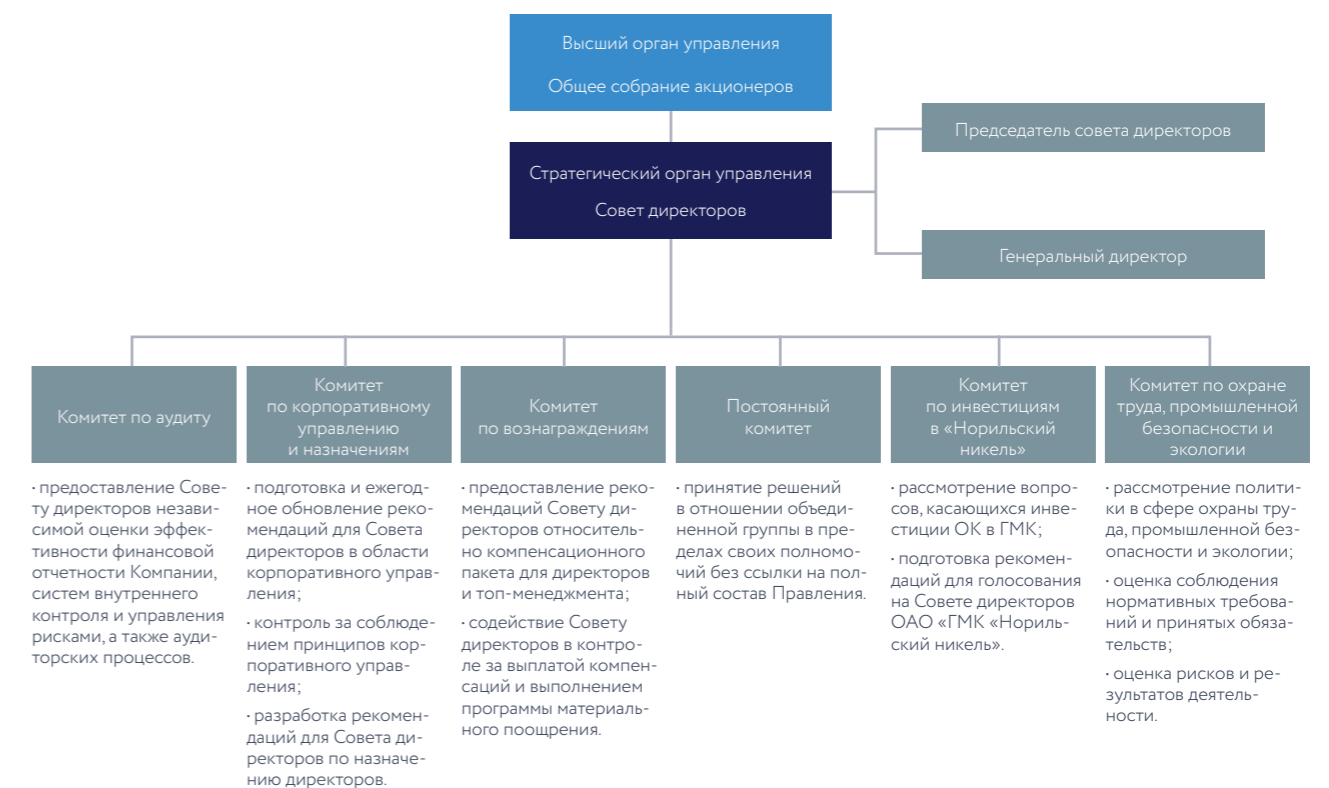 Высший орган управления
Общее собрание акционеров
Стратегический орган управления
Совет директоров
Председатель совета директоров
Генеральный директор
Комитет по аудиту
· предоставление Сове-
ту директоров незави-
симой оценки эффек-
тивности финансовой
отчетности Компании,
систем внутреннего
контроля и управления
рисками, а также ауди-
торских процессов.
Комитет
по корпоративному
управлению
и назначениям
· подготовка и ежегод-
ное обновление реко-
мендаций для Совета
директоров в области
корпоративного управ-
ления;
· контроль за соблюде-
нием принципов кор-
поративного управ-
ления;
· разработка рекомен-
даций для Совета ди-
ректоров по назначе-
нию директоров.
Комитет
по вознаграждениям
· предоставление реко-
мендаций Совету ди-
ректоров относитель-
но компенсационного
пакета для директоров
и топ-менеджмента;
· содействие Совету
директоров в контро-
ле за выплатой компен-
саций и выполнением
программы материаль-
ного поощрения.
Постоянный
комитет
· принятие решений
в отношении объеди-
ненной группы в пре-
делах своих полномо-
чий без ссылки на пол-
ный состав Правления.
Комитет
по инвестициям
в «Норильский
никель»
· рассмотрение вопро-
сов, касающихся инве-
стиции ОК в ГМК;
· подготовка рекомен-
даций для голосования
на Совете директоров
ОАО «ГМК «Нориль-
ский никель».
Комитет по охране
труда, промышленной
безопасности и
экологии
· рассмотрение полити-
ки в сфере охраны тру-
да, промышленной без-
опасности и экологии;
· оценка соблюдения
нормативных требова-
ний и принятых обяза-
тельств;
· оценка рисков и ре-
зультатов деятель-
ности.